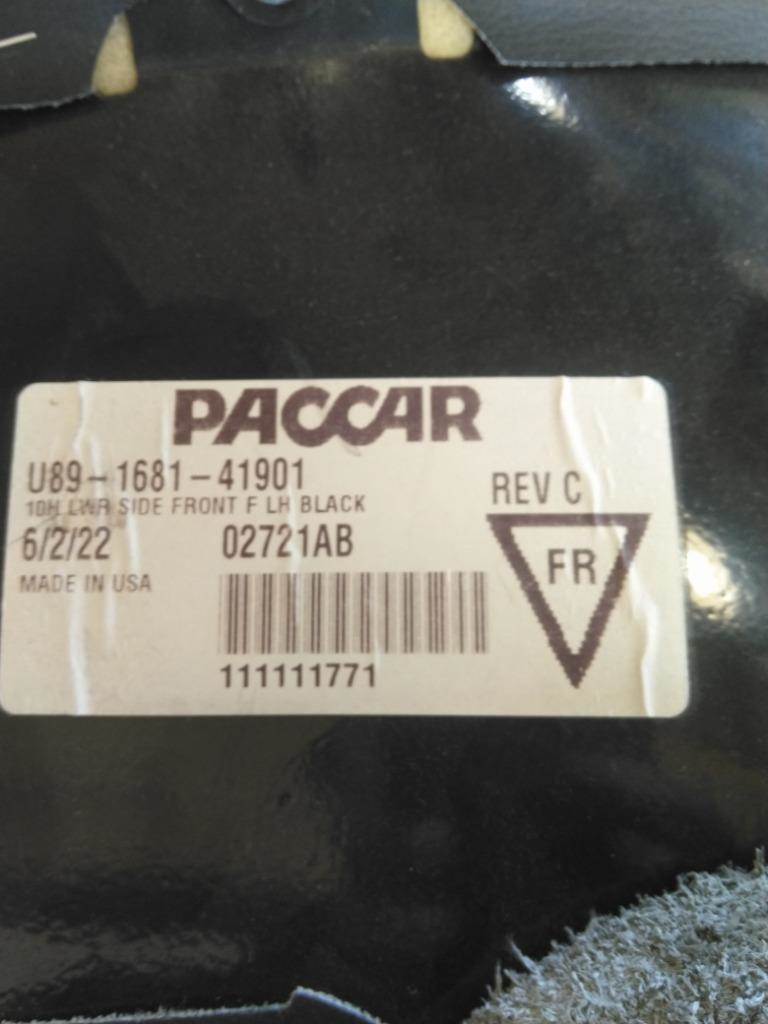 PACCAR
U89-1681-41901
REV C
1DH LWR SIDE FRONT F LH BLACK
6/2/22 02721AB
FR
MADE IN USA
111111771